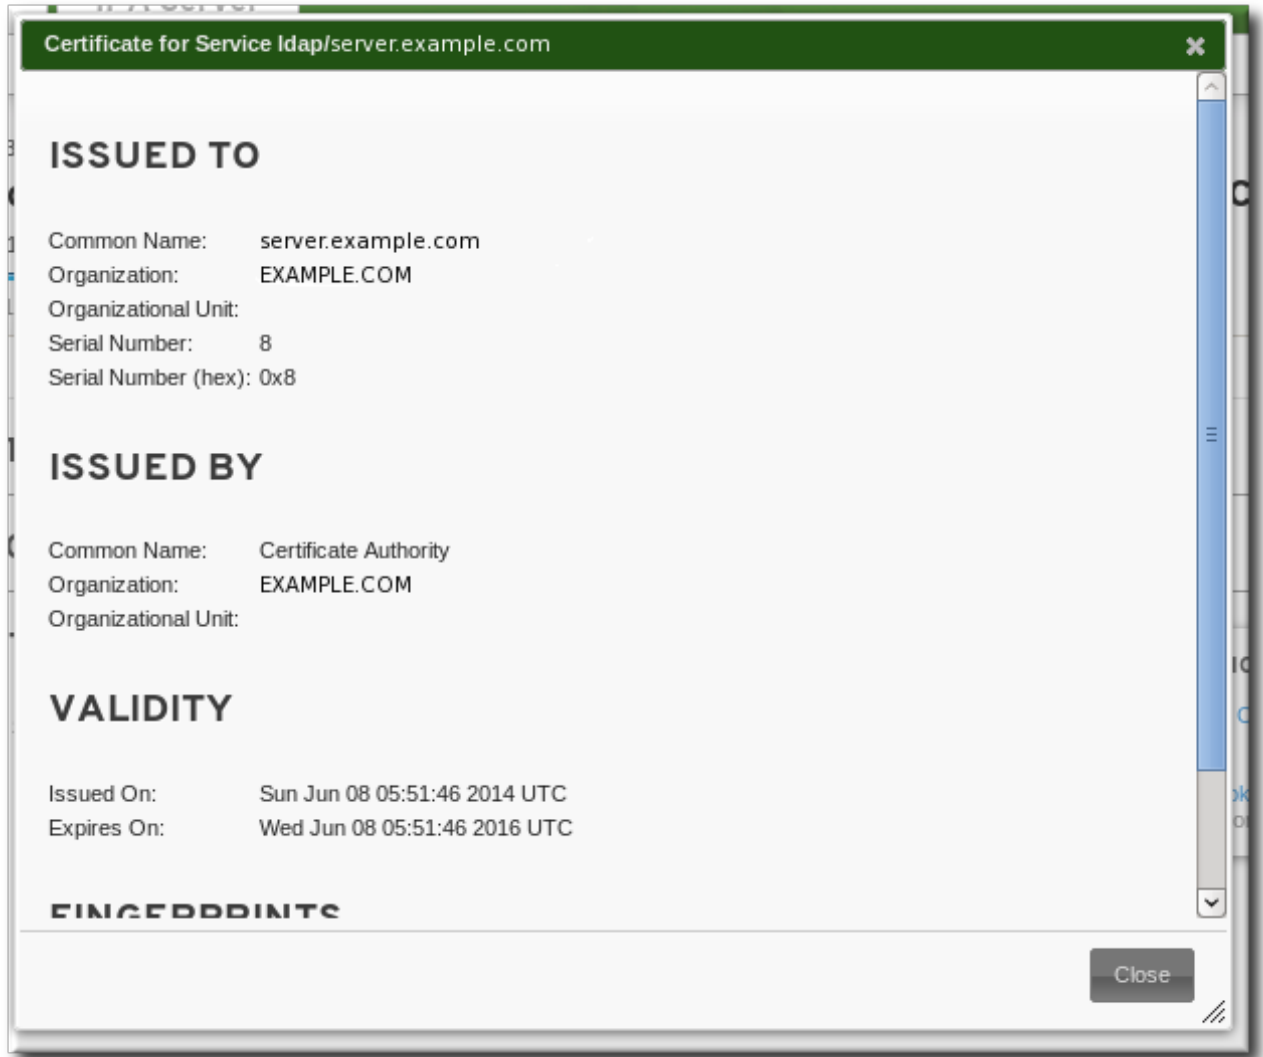 IPA Server
Certificate for Service ldap/server.example.com
ISSUED TO
Common Name: server.example.com
Organization: EXAMPLE.COM
Organizational Unit:
Serial Number: 8
Serial Number (hex): 0x8
ISSUED BY
Common Name: Certificate Authority
Organization: EXAMPLE.COM
Organizational Unit:
VALIDITY
Issued On: Sun Jun 08 05:51:46 2014 UTC
Expires On: Wed Jun 08 05:51:46 2016 UTC
FINGERPRINTS
Close